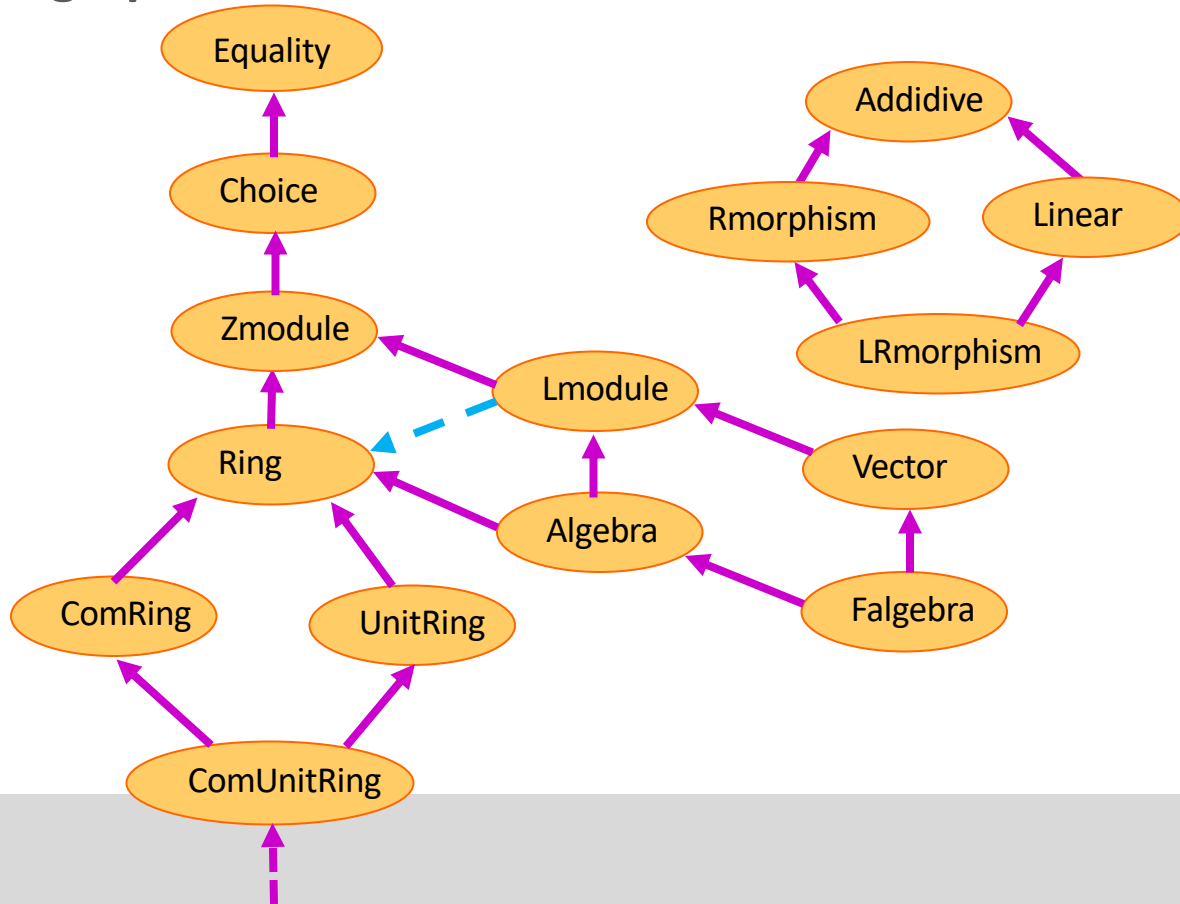 Equality
Addidive
Choice
Rmorphism
Linear
Zmodule
LRmorphism
Lmodule
Ring
Vector
Algebra
ComRing
UnitRing
Falgebra
ComUnitRing